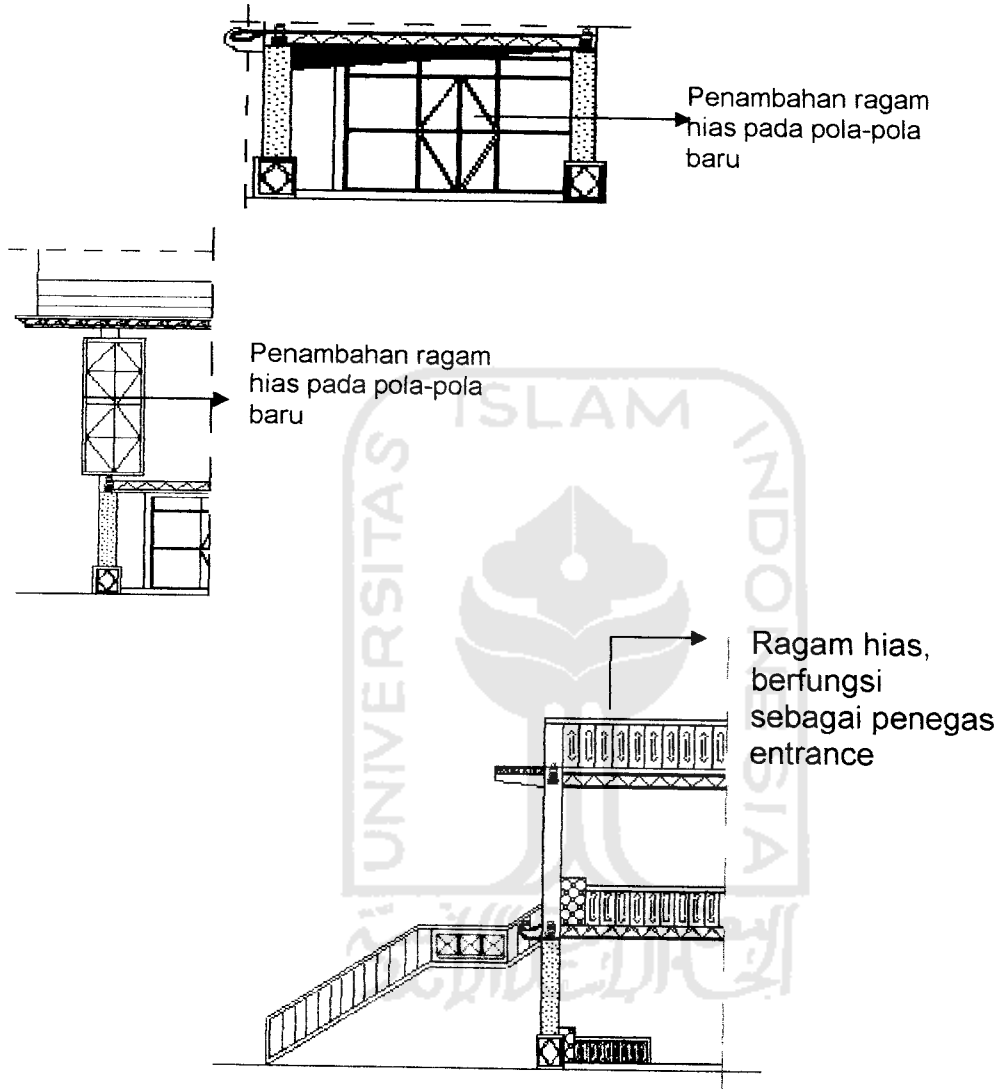 Penambahan ragam
hias pada pola-pola
baru
Penambahan ragam
hias pada pola-pola
baru
ISLAM
UNIVERSITAS
INDONESIA
Ragam hias,
berfungsi
sebagai penegas
entrance